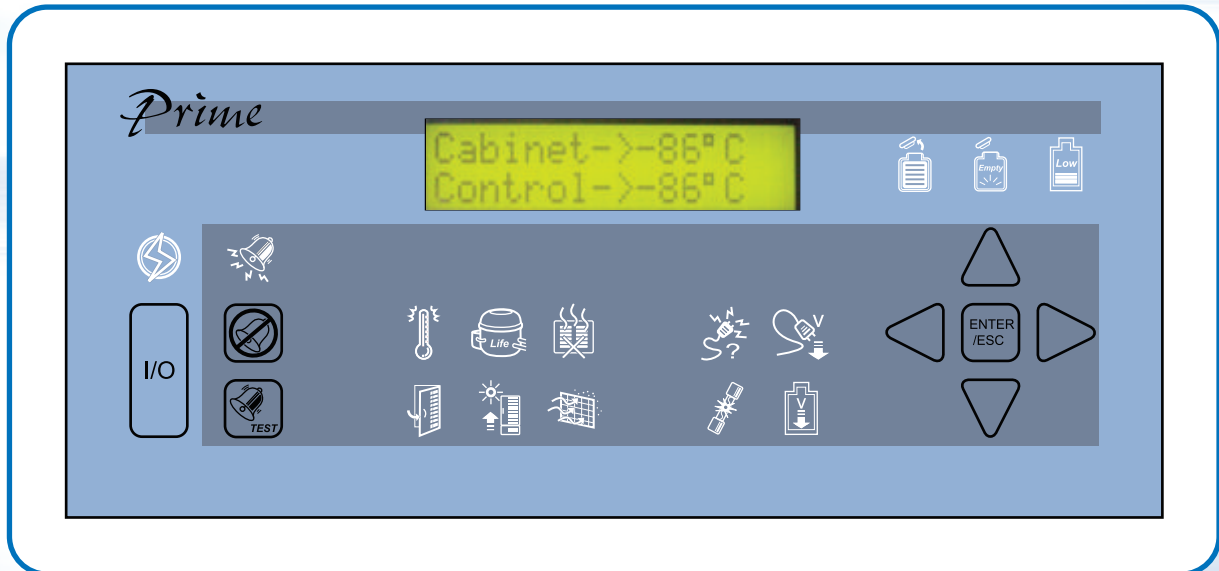 Prime
Cabinet->-86°C
Control->-86°C
Empty
Low
I/O
TEST
Life
?
V
V
ENTER
/ESC